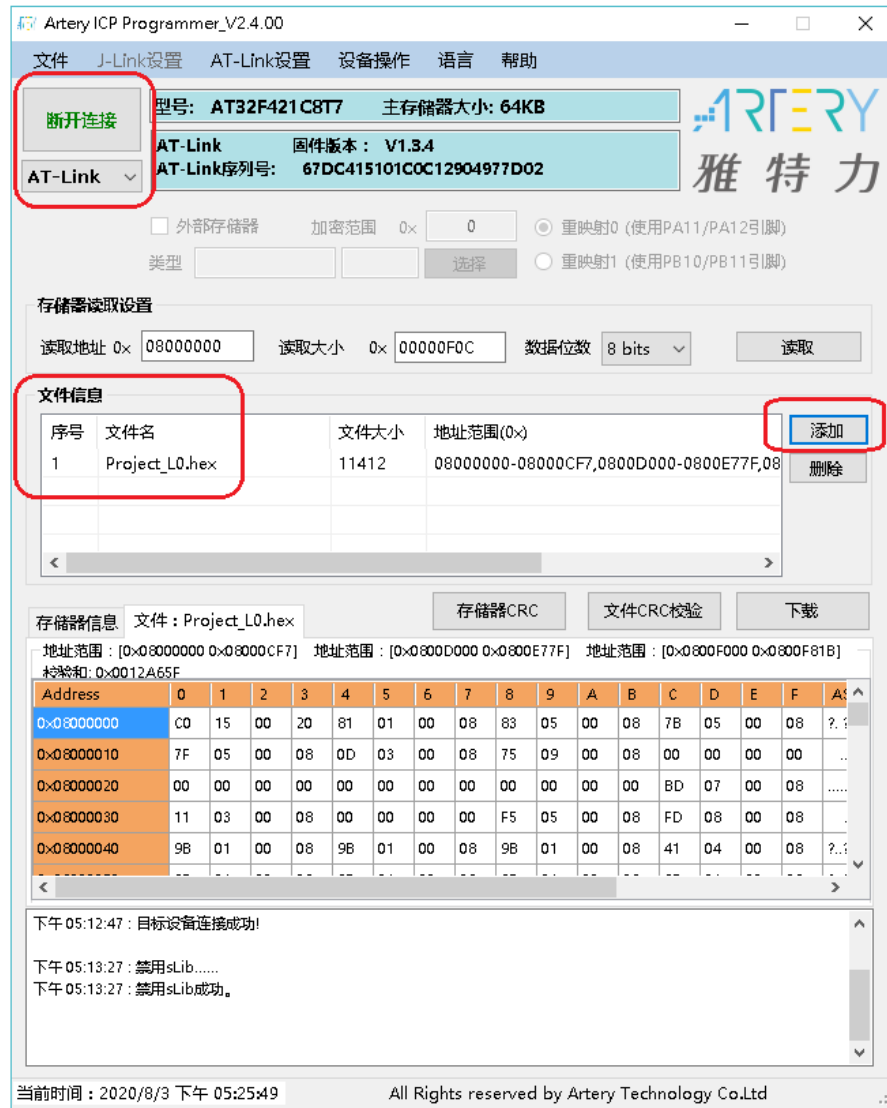 Artery ICP Programmer_V2.4.00
文件 J-Link设置 AT-Link设置 设备操作 语言 帮助
断开连接
型号: AT32F421C8T7 主存储器大小: 64KB
AT-Link
AT-Link 固件版本： V1.3.4
AT-Link序列号: 67DC415101C0C12904977D02
ARTERY
雅特力
外部存储器 加密范围 0x 0 重映射0 (使用PA11/PA12引脚)
类型 选择 重映射1 (使用PB10/PB11引脚)
存储器读取设置
读取地址 0x 08000000 读取大小 0x 00000F0C 数据位数 8 bits 读取
文件信息
序号 文件名 文件大小 地址范围(0x) 添加
1 Project_L0.hex 11412 08000000-08000CF7,0800D000-0800E77F,08 删除
存储器信息 文件 : Project_L0.hex 存储器CRC 文件CRC校验 下载
地址范围 : [0x08000000 0x08000CF7] 地址范围 : [0x0800D000 0x0800E77F] 地址范围 : [0x0800F000 0x0800F81B]
校验和: 0x0012A65F
Address 0 1 2 3 4 5 6 7 8 9 A B C D E F
0x08000000 C0 15 00 20 81 01 00 08 83 05 00 08 7B 05 00 08
0x08000010 7F 05 00 08 0D 03 00 08 75 09 00 08 00 00 00 00
0x08000020 00 00 00 00 00 00 00 00 00 00 00 00 BD 07 00 08
0x08000030 11 03 00 08 00 00 00 00 F5 05 00 08 FD 08 00 08
0x08000040 9B 01 00 08 9B 01 00 08 9B 01 00 08 41 04 00 08
下午 05:12:47 : 目标设备连接成功!
下午 05:13:27 : 禁用sLib......
下午 05:13:27 : 禁用sLib成功。
当前时间 : 2020/8/3 下午 05:25:49 All Rights reserved by Artery Technology Co.Ltd